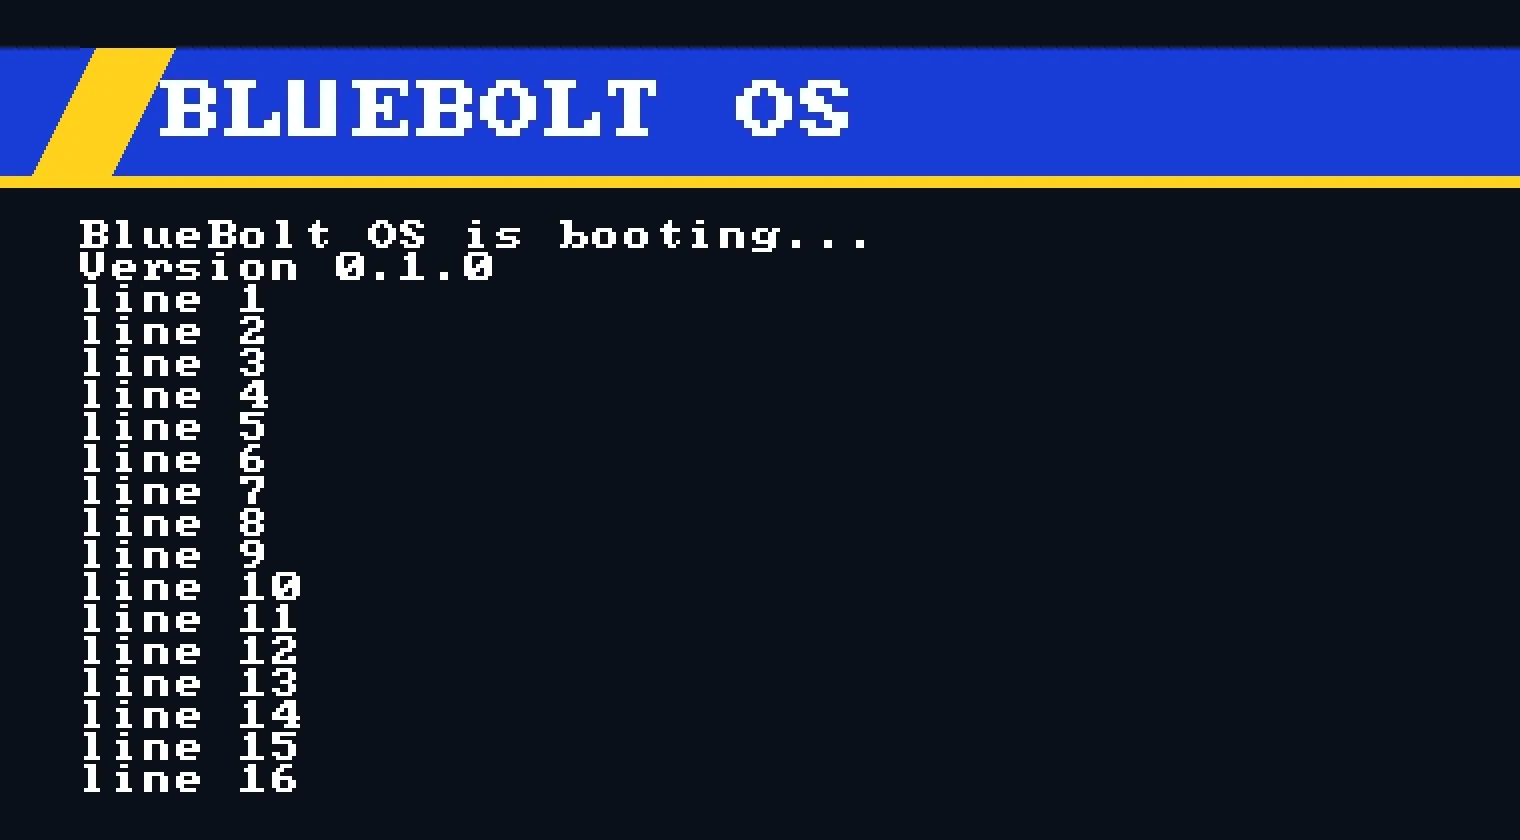 BLUEBOLT OS
BlueBolt OS is booting...
Version 0.1.0
line 1
line 2
line 3
line 4
line 5
line 6
line 7
line 8
line 9
line 10
line 11
line 12
line 13
line 14
line 15
line 16